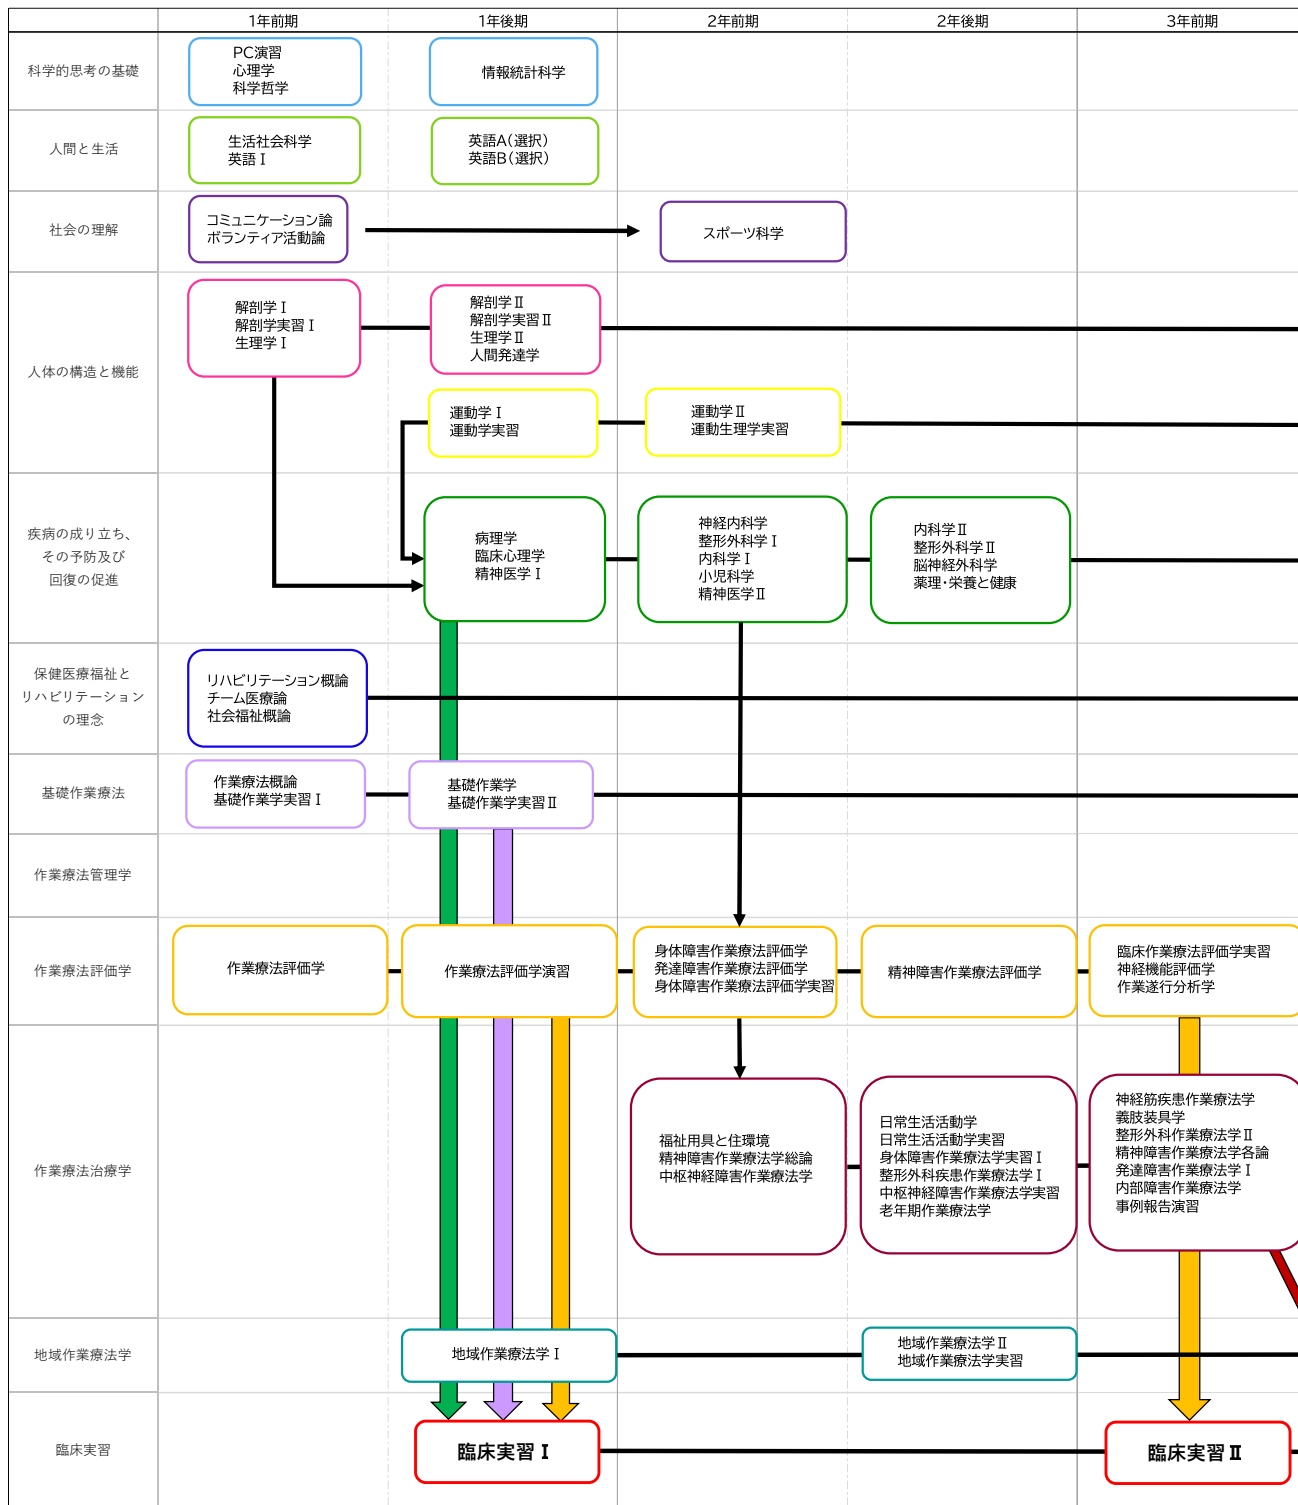 1年前期
1年後期
2年前期
2年後期
3年前期
科学的思考の基礎
PC演習
心理学
科学哲学
情報統計科学
人間と生活
生活社会科学
英語Ⅰ
英語A(選択)
英語B(選択)
社会の理解
コミュニケーション論
ボランティア活動論
スポーツ科学
人体の構造と機能
解剖学Ⅰ
解剖学実習Ⅰ
生理学Ⅰ
解剖学Ⅱ
解剖学実習Ⅱ
生理学Ⅱ
人間発達学
運動学Ⅰ
運動学実習
運動学Ⅱ
運動生理学実習
疾病の成り立ち、
その予防及び
回復の促進
病理学
臨床心理学
精神医学Ⅰ
神経内科学
整形外科学Ⅰ
内科学Ⅰ
小児科学
精神医学Ⅱ
内科学Ⅱ
整形外科学Ⅱ
脳神経外科学
薬理・栄養と健康
保健医療福祉と
リハビリテーション
の理念
リハビリテーション概論
チーム医療論
社会福祉概論
基礎作業療法
作業療法概論
基礎作業学実習Ⅰ
基礎作業学
基礎作業学実習Ⅱ
作業療法管理学
作業療法評価学
作業療法評価学
作業療法評価学演習
身体障害作業療法評価学
発達障害作業療法評価学
身体障害作業療法評価学実習
精神障害作業療法評価学
臨床作業療法評価学実習
神経機能評価学
作業遂行分析学
作業療法治療学
福祉用具と住環境
精神障害作業療法学総論
中枢神経障害作業療法学
日常生活活動学
日常生活活動学実習
身体障害作業療法学実習Ⅰ
整形外科疾患作業療法学Ⅰ
中枢神経障害作業療法学実習
老年期作業療法学
神経筋疾患作業療法学
義肢装具学
整形外科作業療法学Ⅱ
精神障害作業療法学各論
発達障害作業療法学Ⅰ
内部障害作業療法学
事例報告演習
地域作業療法学
地域作業療法学Ⅰ
地域作業療法学Ⅱ
地域作業療法学実習
臨床実習
臨床実習Ⅰ
臨床実習Ⅱ